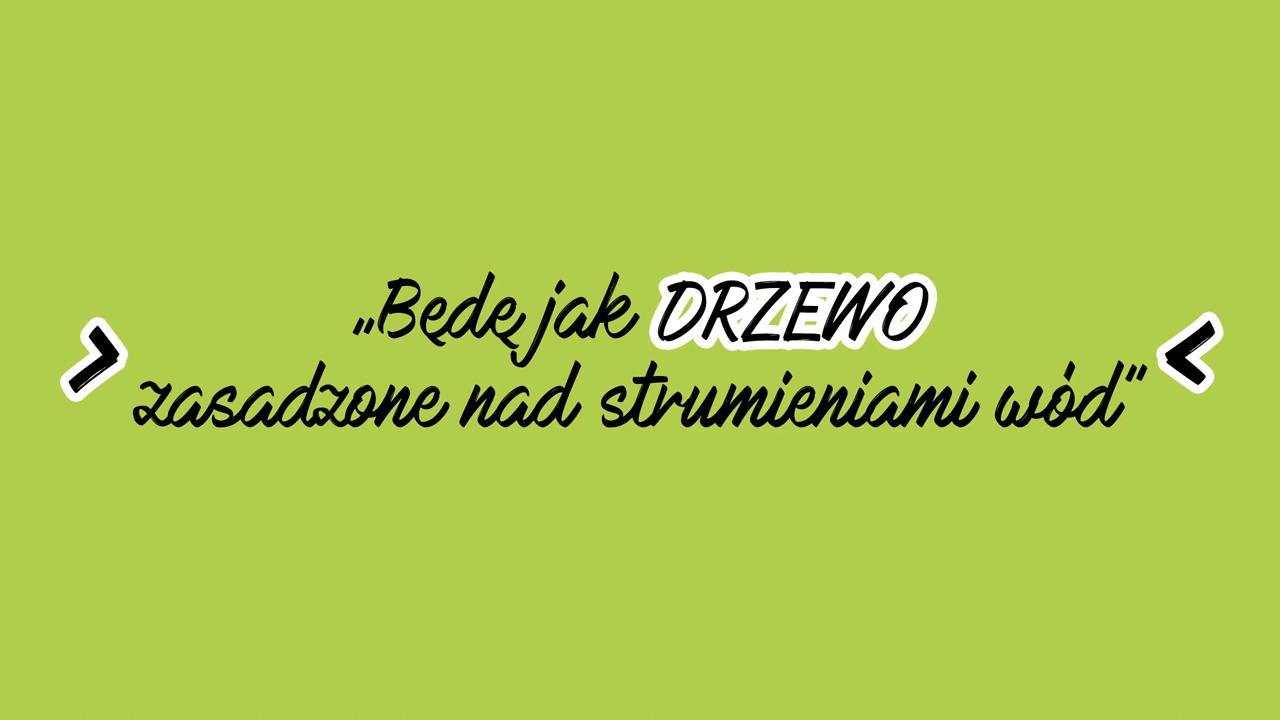 „Będę jak DRZEWO
> zasadzone nad strumieniami wód” <